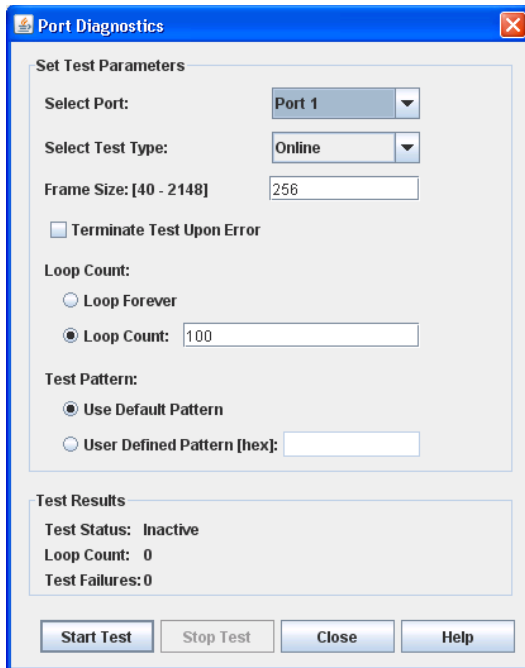 Port Diagnostics
Set Test Parameters
Select Port: Port 1
Select Test Type: Online
Frame Size: [40 - 2148] 256
Terminate Test Upon Error
Loop Count:
Loop Forever
Loop Count: 100
Test Pattern:
Use Default Pattern
User Defined Pattern [hex]:
Test Results
Test Status: Inactive
Loop Count: 0
Test Failures: 0
Start Test Stop Test Close Help